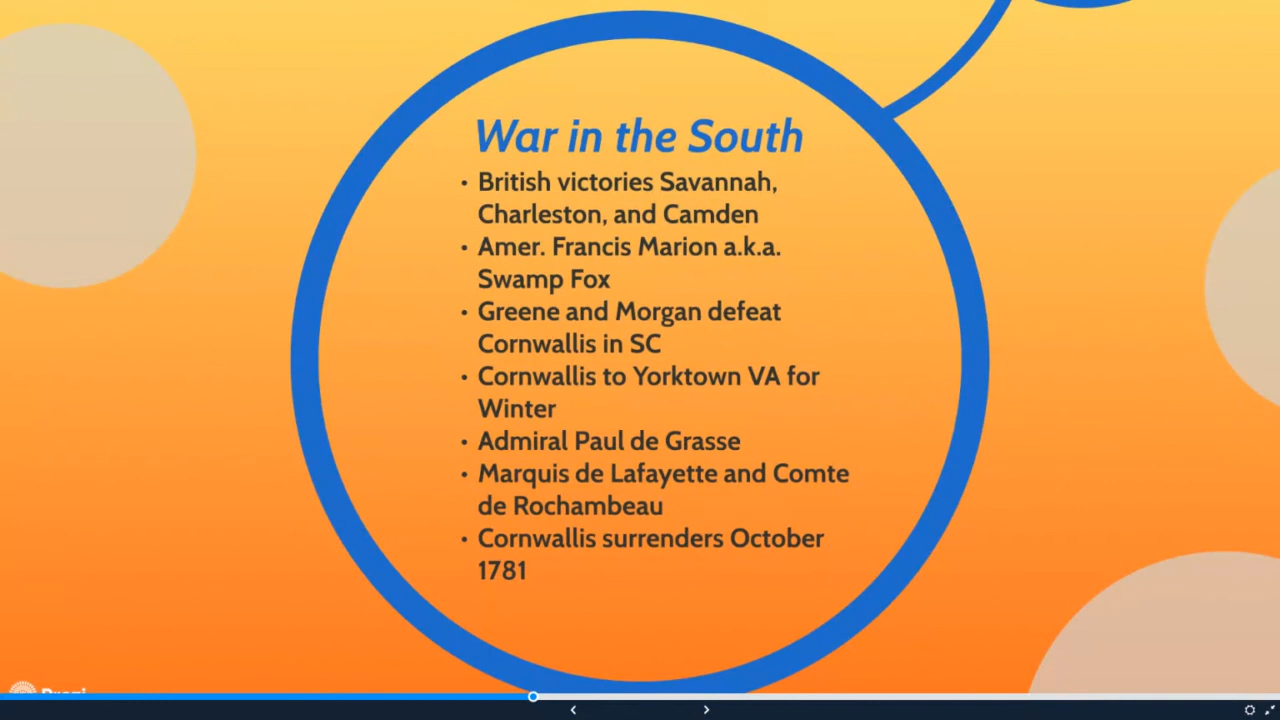 War in the South
• British victories Savannah,
Charleston, and Camden
• Amer. Francis Marion a.k.a.
Swamp Fox
• Greene and Morgan defeat
Cornwallis in SC
• Cornwallis to Yorktown VA for
Winter
• Admiral Paul de Grasse
• Marquis de Lafayette and Comte
de Rochambeau
• Cornwallis surrenders October
1781
Prezi